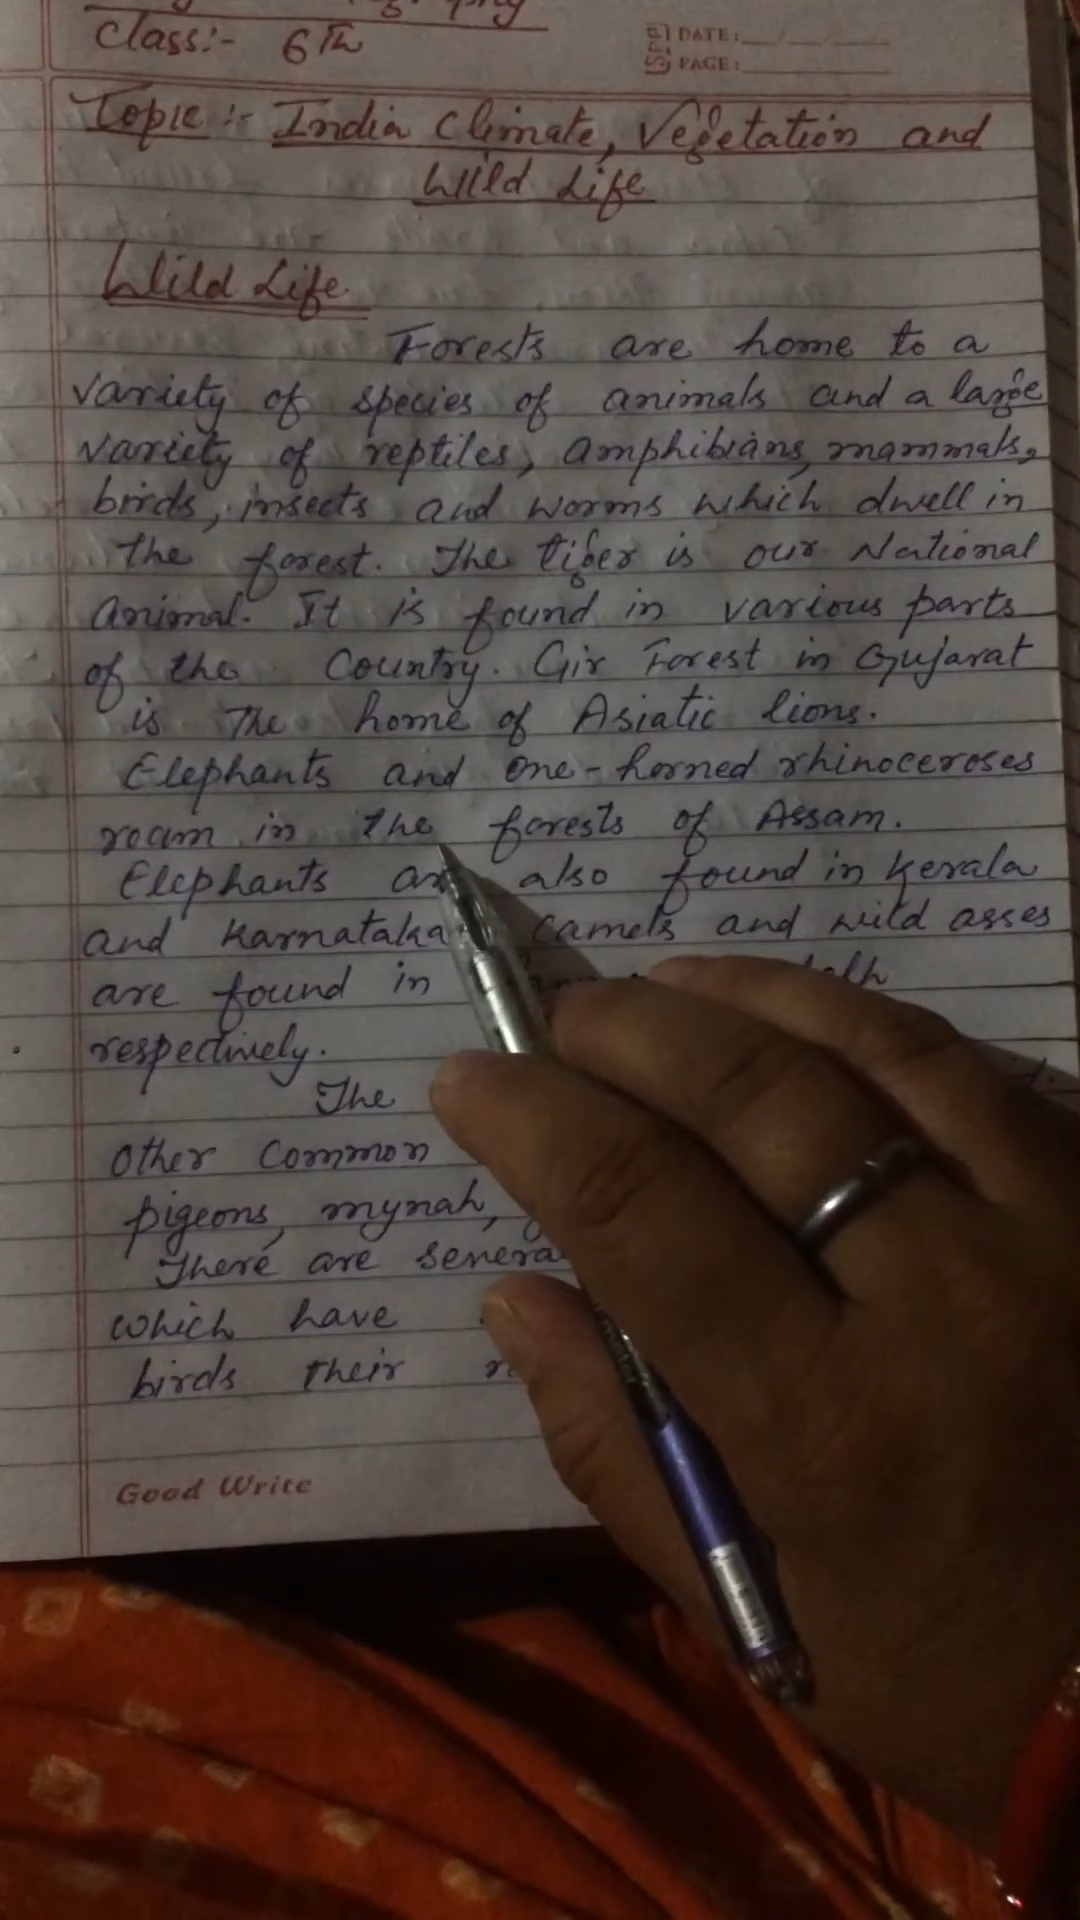 Class:- 6th
DATE:
PAGE:
Topic:- India Climate, Vegetation and
Wild Life
Wild Life
Forests are home to a
variety of species of animals and a large
variety of reptiles, amphibians, mammals,
birds, insects and worms which dwell in
the forest. The tiger is our National
animal. It is found in various parts
of the Country. Gir Forest in Gujarat
is the home of Asiatic lions.
Elephants and one-horned rhinoceroses
roam in the forests of Assam.
Elephants also found in Kerala
and Karnataka Camels and wild asses
are found in
respectively.
The
other common
pigeons, mynah,
There are
which have
birds their
Good Write